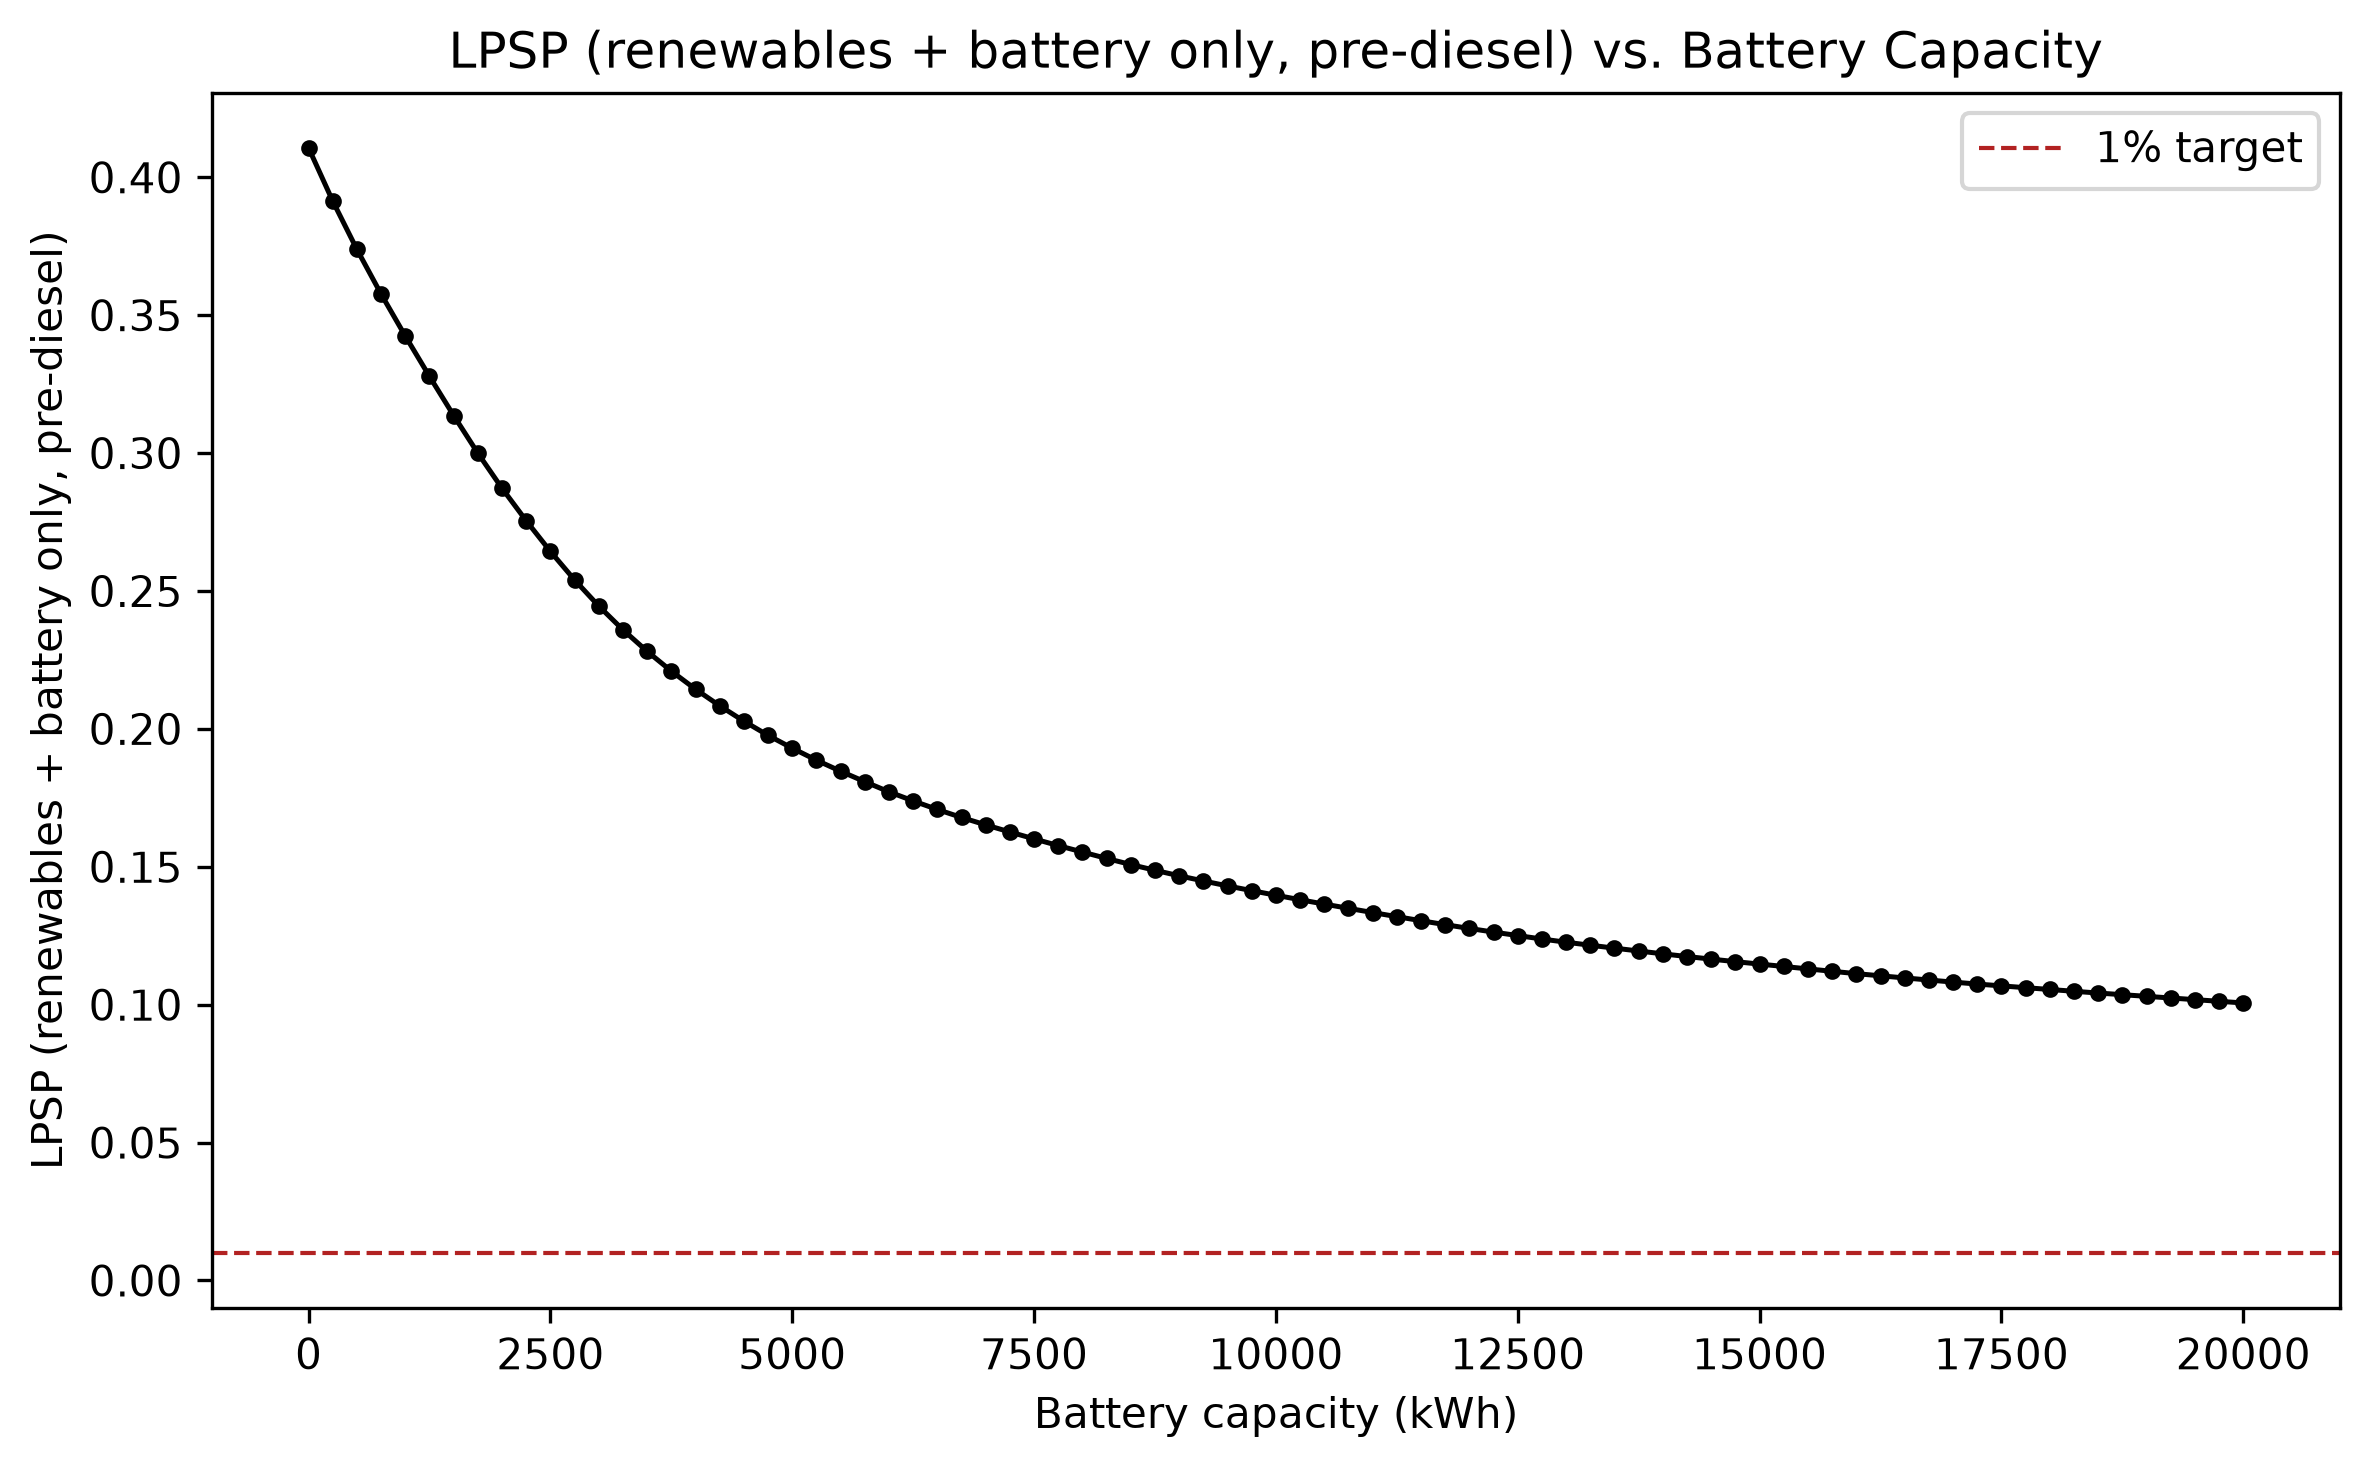 LPSP (renewables + battery only, pre-diesel) vs. Battery Capacity
1% target
LPSP (renewables + battery only, pre-diesel)
0.40
0.35
0.30
0.25
0.20
0.15
0.10
0.05
0.00
0 2500 5000 7500 10000 12500 15000 17500 20000
Battery capacity (kWh)